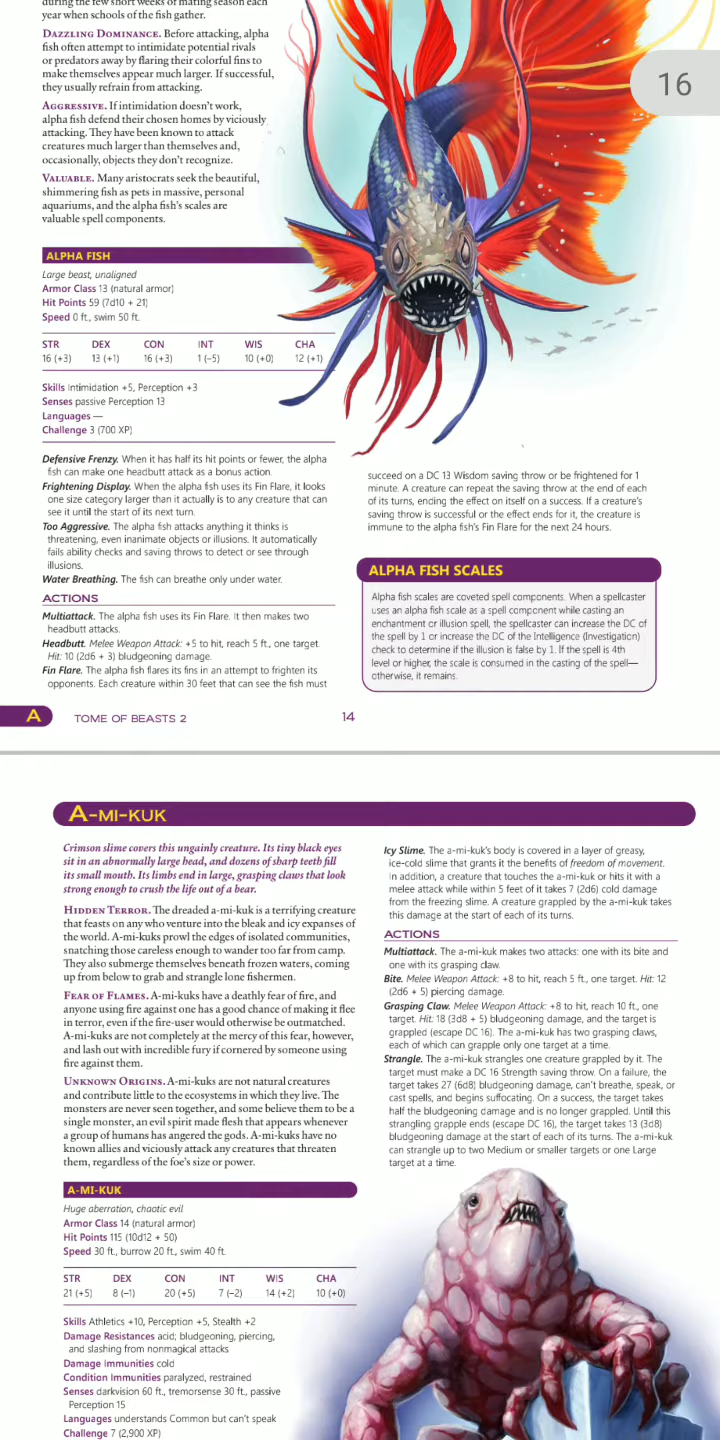 during the few short weeks of mating season each
year when schools of the fish gather.
Dazzling Dominance. Before attacking, alpha
fish often attempt to intimidate potential rivals
or predators away by flaring their colorful fins to
make themselves appear much larger. If successful,
they usually refrain from attacking.
Aggressive. If intimidation doesn't work,
alpha fish defend their chosen homes by viciously
attacking. They have been known to attack
creatures much larger than themselves and,
occasionally, objects they don't recognize.
Valuable. Many aristocrats seek the beautiful,
shimmering fish as pets in massive, personal
aquariums, and the alpha fish's scales are
valuable spell components.
16
ALPHA FISH
Large beast, unaligned
Armor Class 13 (natural armor)
Hit Points 59 (7d10 + 21)
Speed 0 ft., swim 50 ft.
STR DEX CON INT WIS CHA
16 (+3) 13 (+1) 16 (+3) 1 (–5) 10 (+0) 12 (+1)
Skills Intimidation +5, Perception +3
Senses passive Perception 13
Languages —
Challenge 3 (700 XP)
Defensive Frenzy. When it has half its hit points or fewer, the alpha
fish can make one headbutt attack as a bonus action.
Frightening Display. When the alpha fish uses its Fin Flare, it looks
one size category larger than it actually is to any creature that can
see it until the start of its next turn.
Too Aggressive. The alpha fish attacks anything it thinks is
threatening, even inanimate objects or illusions. It automatically
fails ability checks and saving throws to detect or see through
illusions.
Water Breathing. The fish can breathe only under water.
ACTIONS
Multiattack. The alpha fish uses its Fin Flare. It then makes two
headbutt attacks.
Headbutt. Melee Weapon Attack: +5 to hit, reach 5 ft., one target.
Hit: 10 (2d6 + 3) bludgeoning damage.
Fin Flare. The alpha fish flares its fins in an attempt to frighten its
opponents. Each creature within 30 feet that can see the fish must
succeed on a DC 13 Wisdom saving throw or be frightened for 1
minute. A creature can repeat the saving throw at the end of each
of its turns, ending the effect on itself on a success. If a creature's
saving throw is successful or the effect ends for it, the creature is
immune to the alpha fish's Fin Flare for the next 24 hours.
ALPHA FISH SCALES
Alpha fish scales are coveted spell components. When a spellcaster
uses an alpha fish scale as a spell component while casting an
enchantment or illusion spell, the spellcaster can increase the DC of
the spell by 1 or increase the DC of the Intelligence (Investigation)
check to determine if the illusion is false by 1. If the spell is 4th
level or higher, the scale is consumed in the casting of the spell—
otherwise, it remains.
A TOME OF BEASTS 2 14
A-MI-KUK
Crimson slime covers this ungainly creature. Its tiny black eyes
sit in an abnormally large head, and dozens of sharp teeth fill
its small mouth. Its limbs end in large, grasping claws that look
strong enough to crush the life out of a bear.
Hidden Terror. The dreaded a-mi-kuk is a terrifying creature
that feasts on any who venture into the bleak and icy expanses of
the world. A-mi-kuks prowl the edges of isolated communities,
snatching those careless enough to wander too far from camp.
They also submerge themselves beneath frozen waters, coming
up from below to grab and strangle lone fishermen.
Fear of Flames. A-mi-kuks have a deathly fear of fire, and
anyone using fire against one has a good chance of making it flee
in terror, even if the fire-user would otherwise be outmatched.
A-mi-kuks are not completely at the mercy of this fear, however,
and lash out with incredible fury if cornered by someone using
fire against them.
Unknown Origins. A-mi-kuks are not natural creatures
and contribute little to the ecosystems in which they live. The
monsters are never seen together, and some believe them to be a
single monster, an evil spirit made flesh that appears whenever
a group of humans has angered the gods. A-mi-kuks have no
known allies and viciously attack any creatures that threaten
them, regardless of the foe's size or power.
A-MI-KUK
Huge aberration, chaotic evil
Armor Class 14 (natural armor)
Hit Points 115 (10d12 + 50)
Speed 30 ft., burrow 20 ft., swim 40 ft.
STR DEX CON INT WIS CHA
21 (+5) 8 (–1) 20 (+5) 7 (–2) 14 (+2) 10 (+0)
Skills Athletics +10, Perception +5, Stealth +2
Damage Resistances acid; bludgeoning, piercing,
and slashing from nonmagical attacks
Damage Immunities cold
Condition Immunities paralyzed, restrained
Senses darkvision 60 ft., tremorsense 30 ft., passive
Perception 15
Languages understands Common but can't speak
Challenge 7 (2,900 XP)
Icy Slime. The a-mi-kuk's body is covered in a layer of greasy,
ice-cold slime that grants it the benefits of freedom of movement.
In addition, a creature that touches the a-mi-kuk or hits it with a
melee attack while within 5 feet of it takes 7 (2d6) cold damage
from the freezing slime. A creature grappled by the a-mi-kuk takes
this damage at the start of each of its turns.
ACTIONS
Multiattack. The a-mi-kuk makes two attacks: one with its bite and
one with its grasping claw.
Bite. Melee Weapon Attack: +8 to hit, reach 5 ft., one target. Hit: 12
(2d6 + 5) piercing damage.
Grasping Claw. Melee Weapon Attack: +8 to hit, reach 10 ft., one
target. Hit: 18 (3d8 + 5) bludgeoning damage, and the target is
grappled (escape DC 16). The a-mi-kuk has two grasping claws,
each of which can grapple only one target at a time.
Strangle. The a-mi-kuk strangles one creature grappled by it. The
target must make a DC 16 Strength saving throw. On a failure, the
target takes 27 (6d8) bludgeoning damage, can't breathe, speak, or
cast spells, and begins suffocating. On a success, the target takes
half the bludgeoning damage and is no longer grappled. Until this
strangling grapple ends (escape DC 16), the target takes 13 (3d8)
bludgeoning damage at the start of each of its turns. The a-mi-kuk
can strangle up to two Medium or smaller targets or one Large
target at a time.